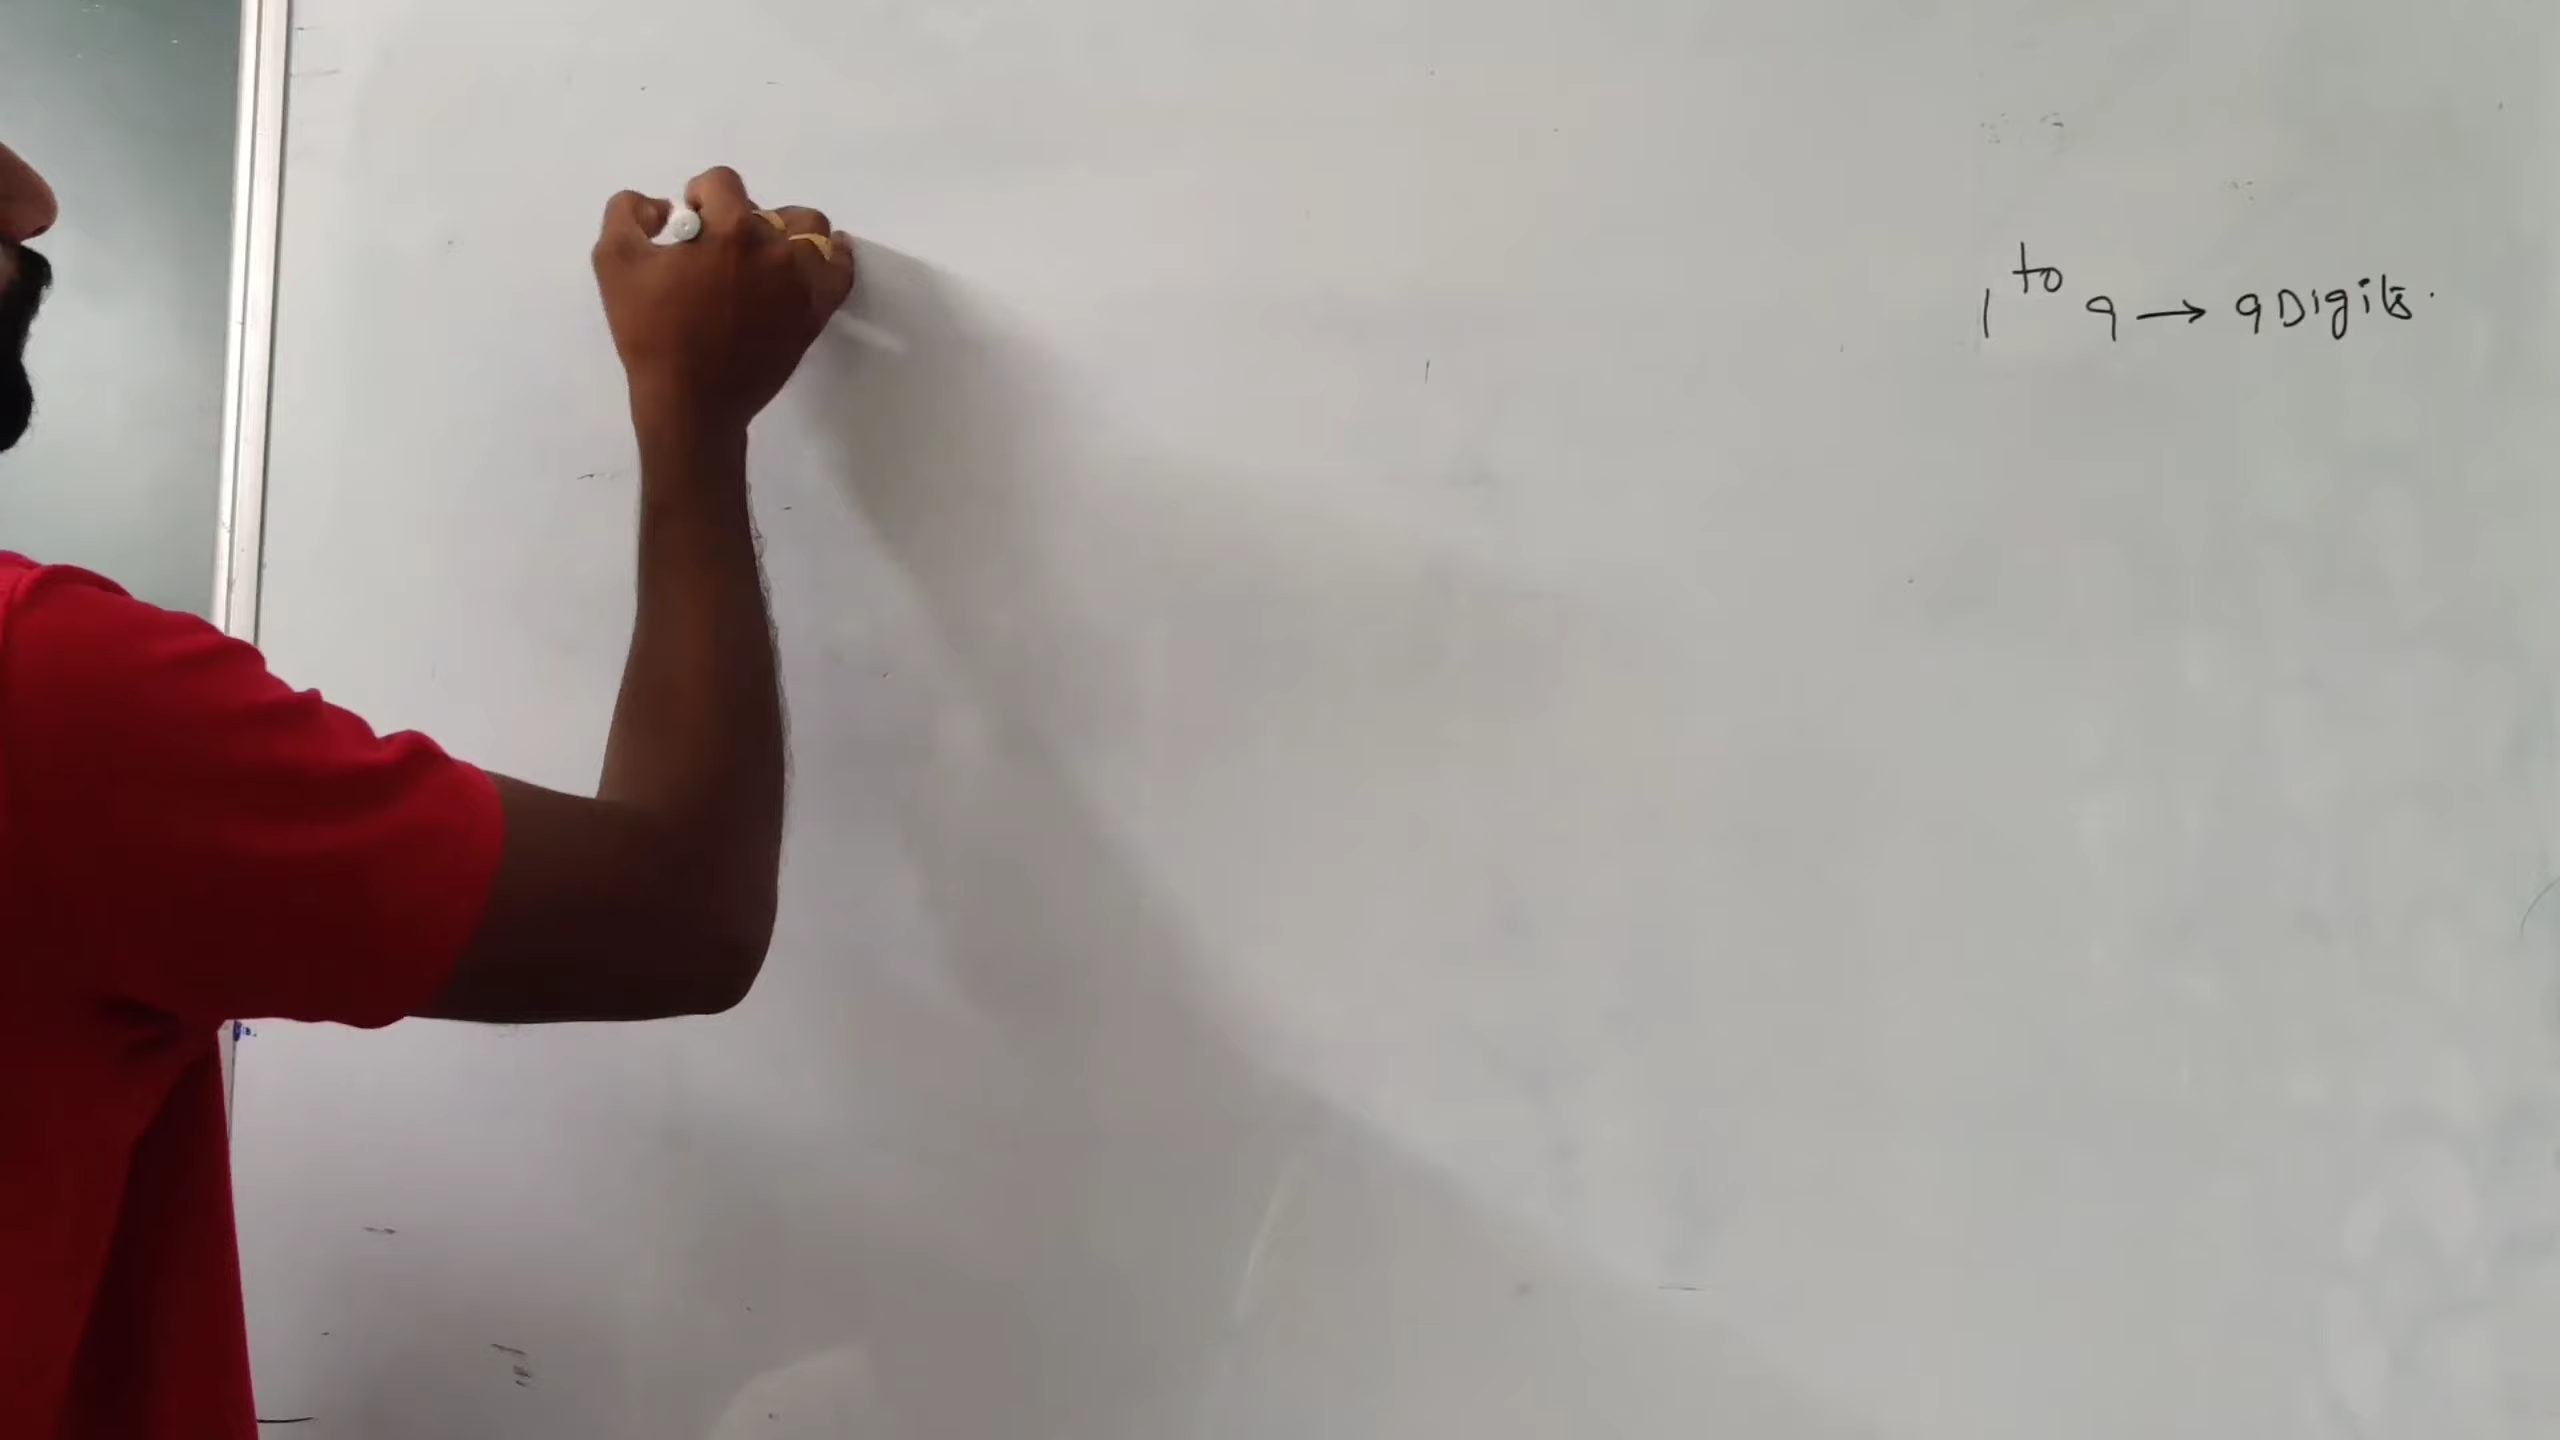 1 to 9 → 9 Digits.